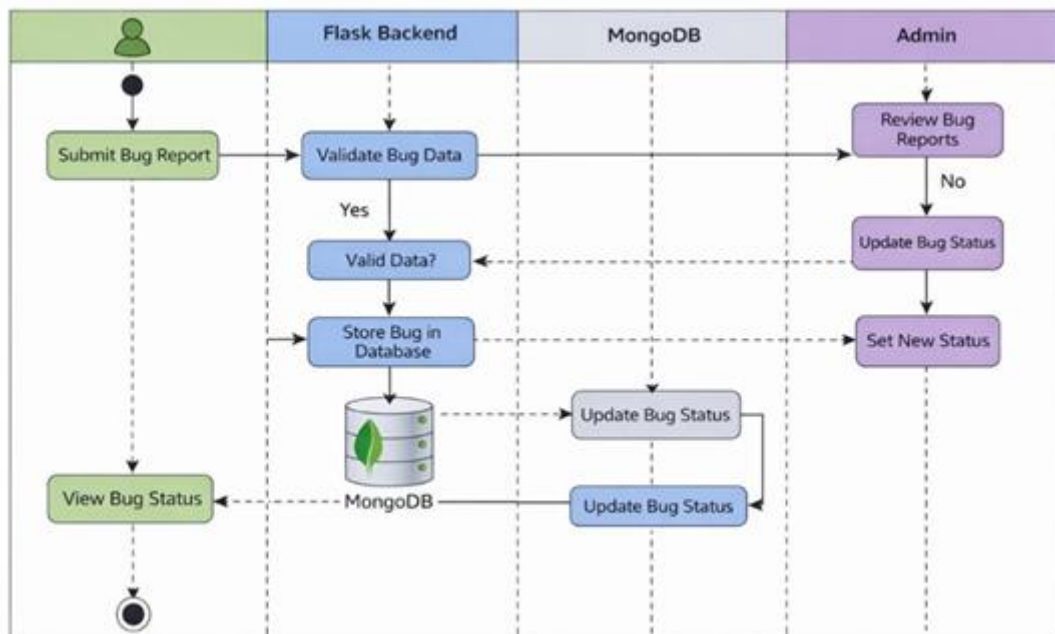 Flask Backend
MongoDB
Admin
Submit Bug Report
Validate Bug Data
Review Bug
Reports
Yes
No
Valid Data?
Update Bug Status
Store Bug in
Database
Set New Status
Update Bug Status
View Bug Status
MongoDB
Update Bug Status